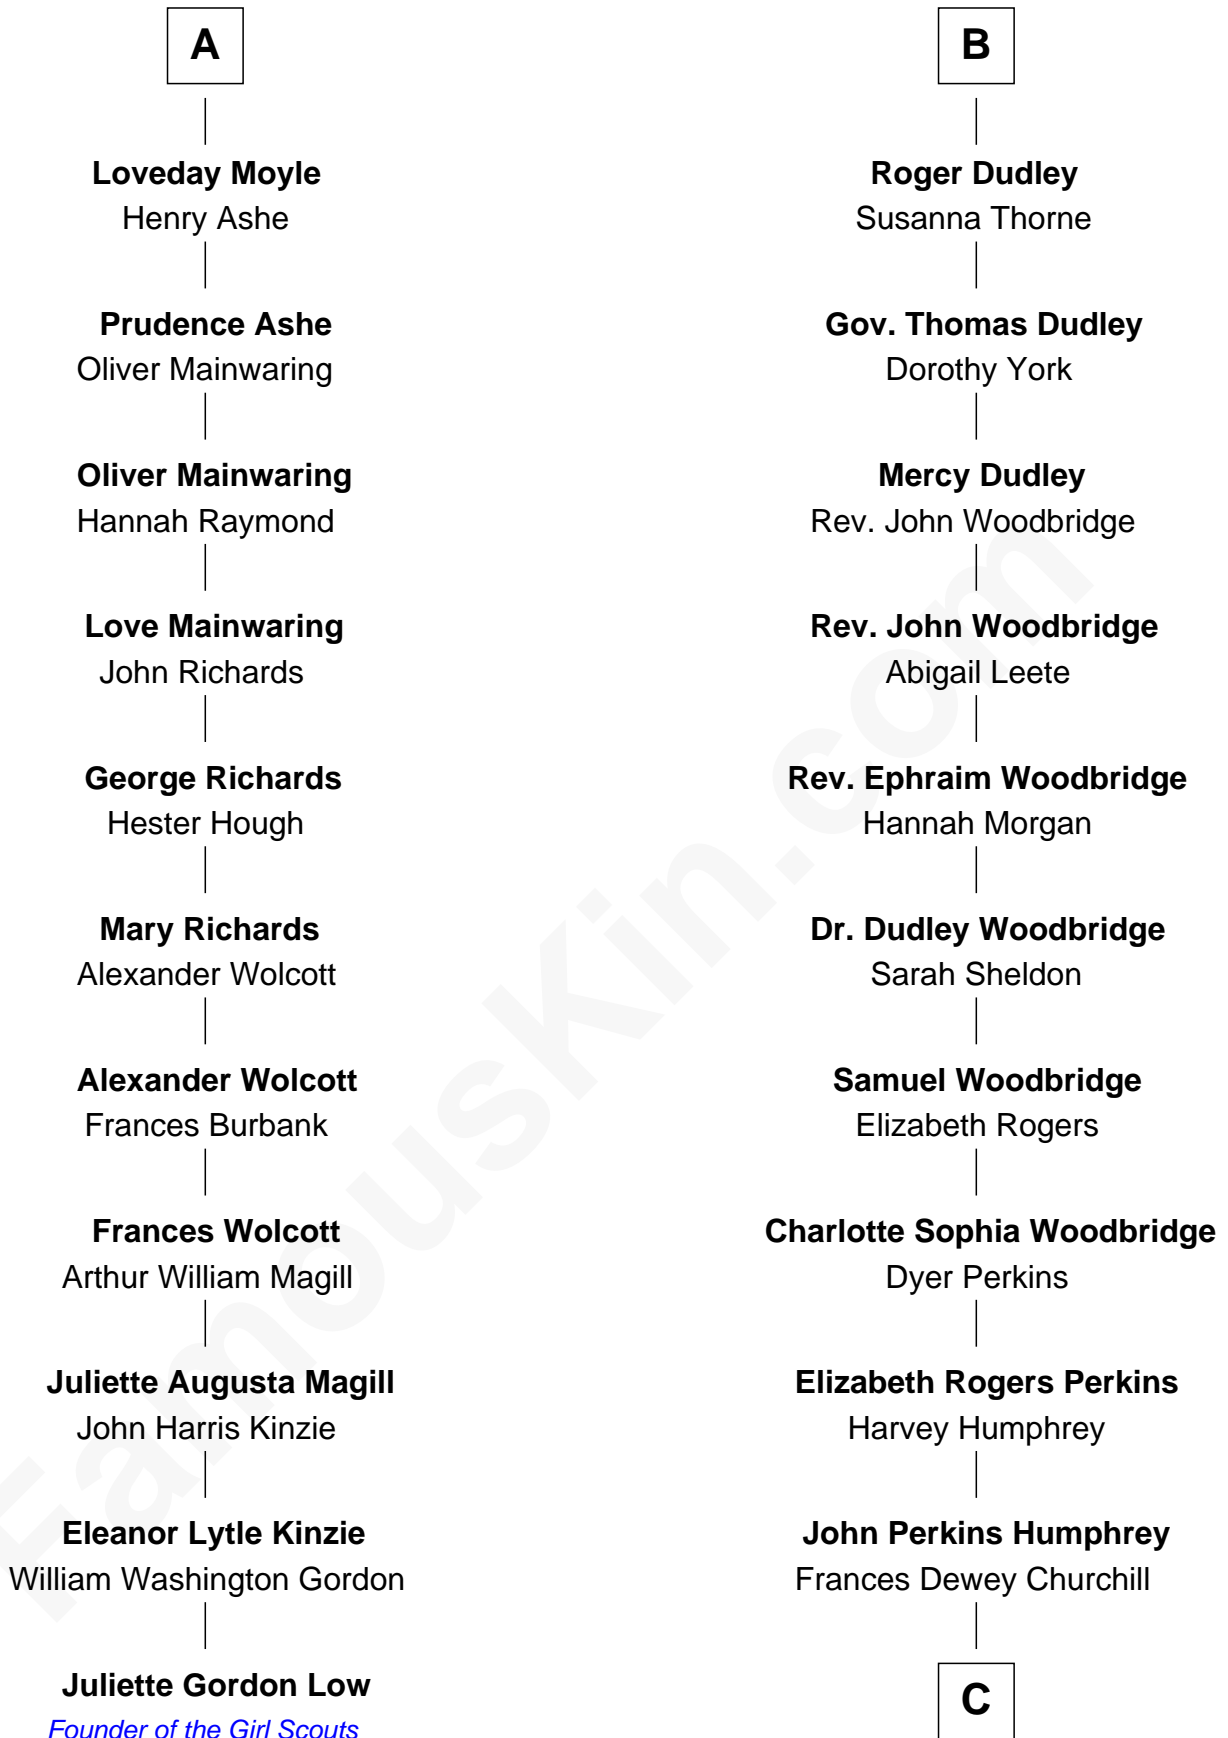 A
Loveday Moyle
Henry Ashe
Prudence Ashe
Oliver Mainwaring
Oliver Mainwaring
Hannah Raymond
Love Mainwaring
John Richards
George Richards
Hester Hough
Mary Richards
Alexander Wolcott
Alexander Wolcott
Frances Burbank
Frances Wolcott
Arthur William Magill
Juliette Augusta Magill
John Harris Kinzie
Eleanor Lytle Kinzie
William Washington Gordon
Juliette Gordon Low
Founder of the Girl Scouts
B
Roger Dudley
Susanna Thorne
Gov. Thomas Dudley
Dorothy York
Mercy Dudley
Rev. John Woodbridge
Rev. John Woodbridge
Abigail Leete
Rev. Ephraim Woodbridge
Hannah Morgan
Dr. Dudley Woodbridge
Sarah Sheldon
Samuel Woodbridge
Elizabeth Rogers
Charlotte Sophia Woodbridge
Dyer Perkins
Elizabeth Rogers Perkins
Harvey Humphrey
John Perkins Humphrey
Frances Dewey Churchill
C
FamousKin.com